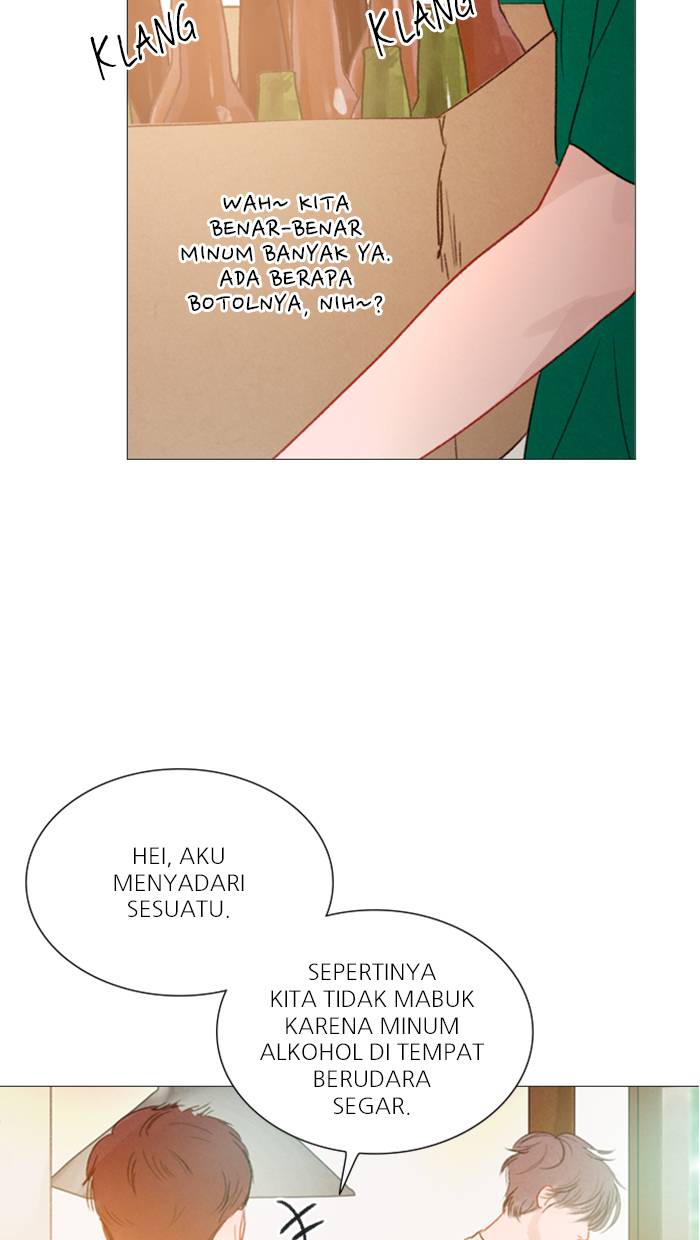 KLANG
KLANG
WAH~ KITA
BENAR-BENAR
MINUM BANYAK YA.
ADA BERAPA
BOTOLNYA, NIH~?
HEI, AKU
MENYADARI
SESUATU.
SEPERTINYA
KITA TIDAK MABUK
KARENA MINUM
ALKOHOL DI TEMPAT
BERUDARA
SEGAR.